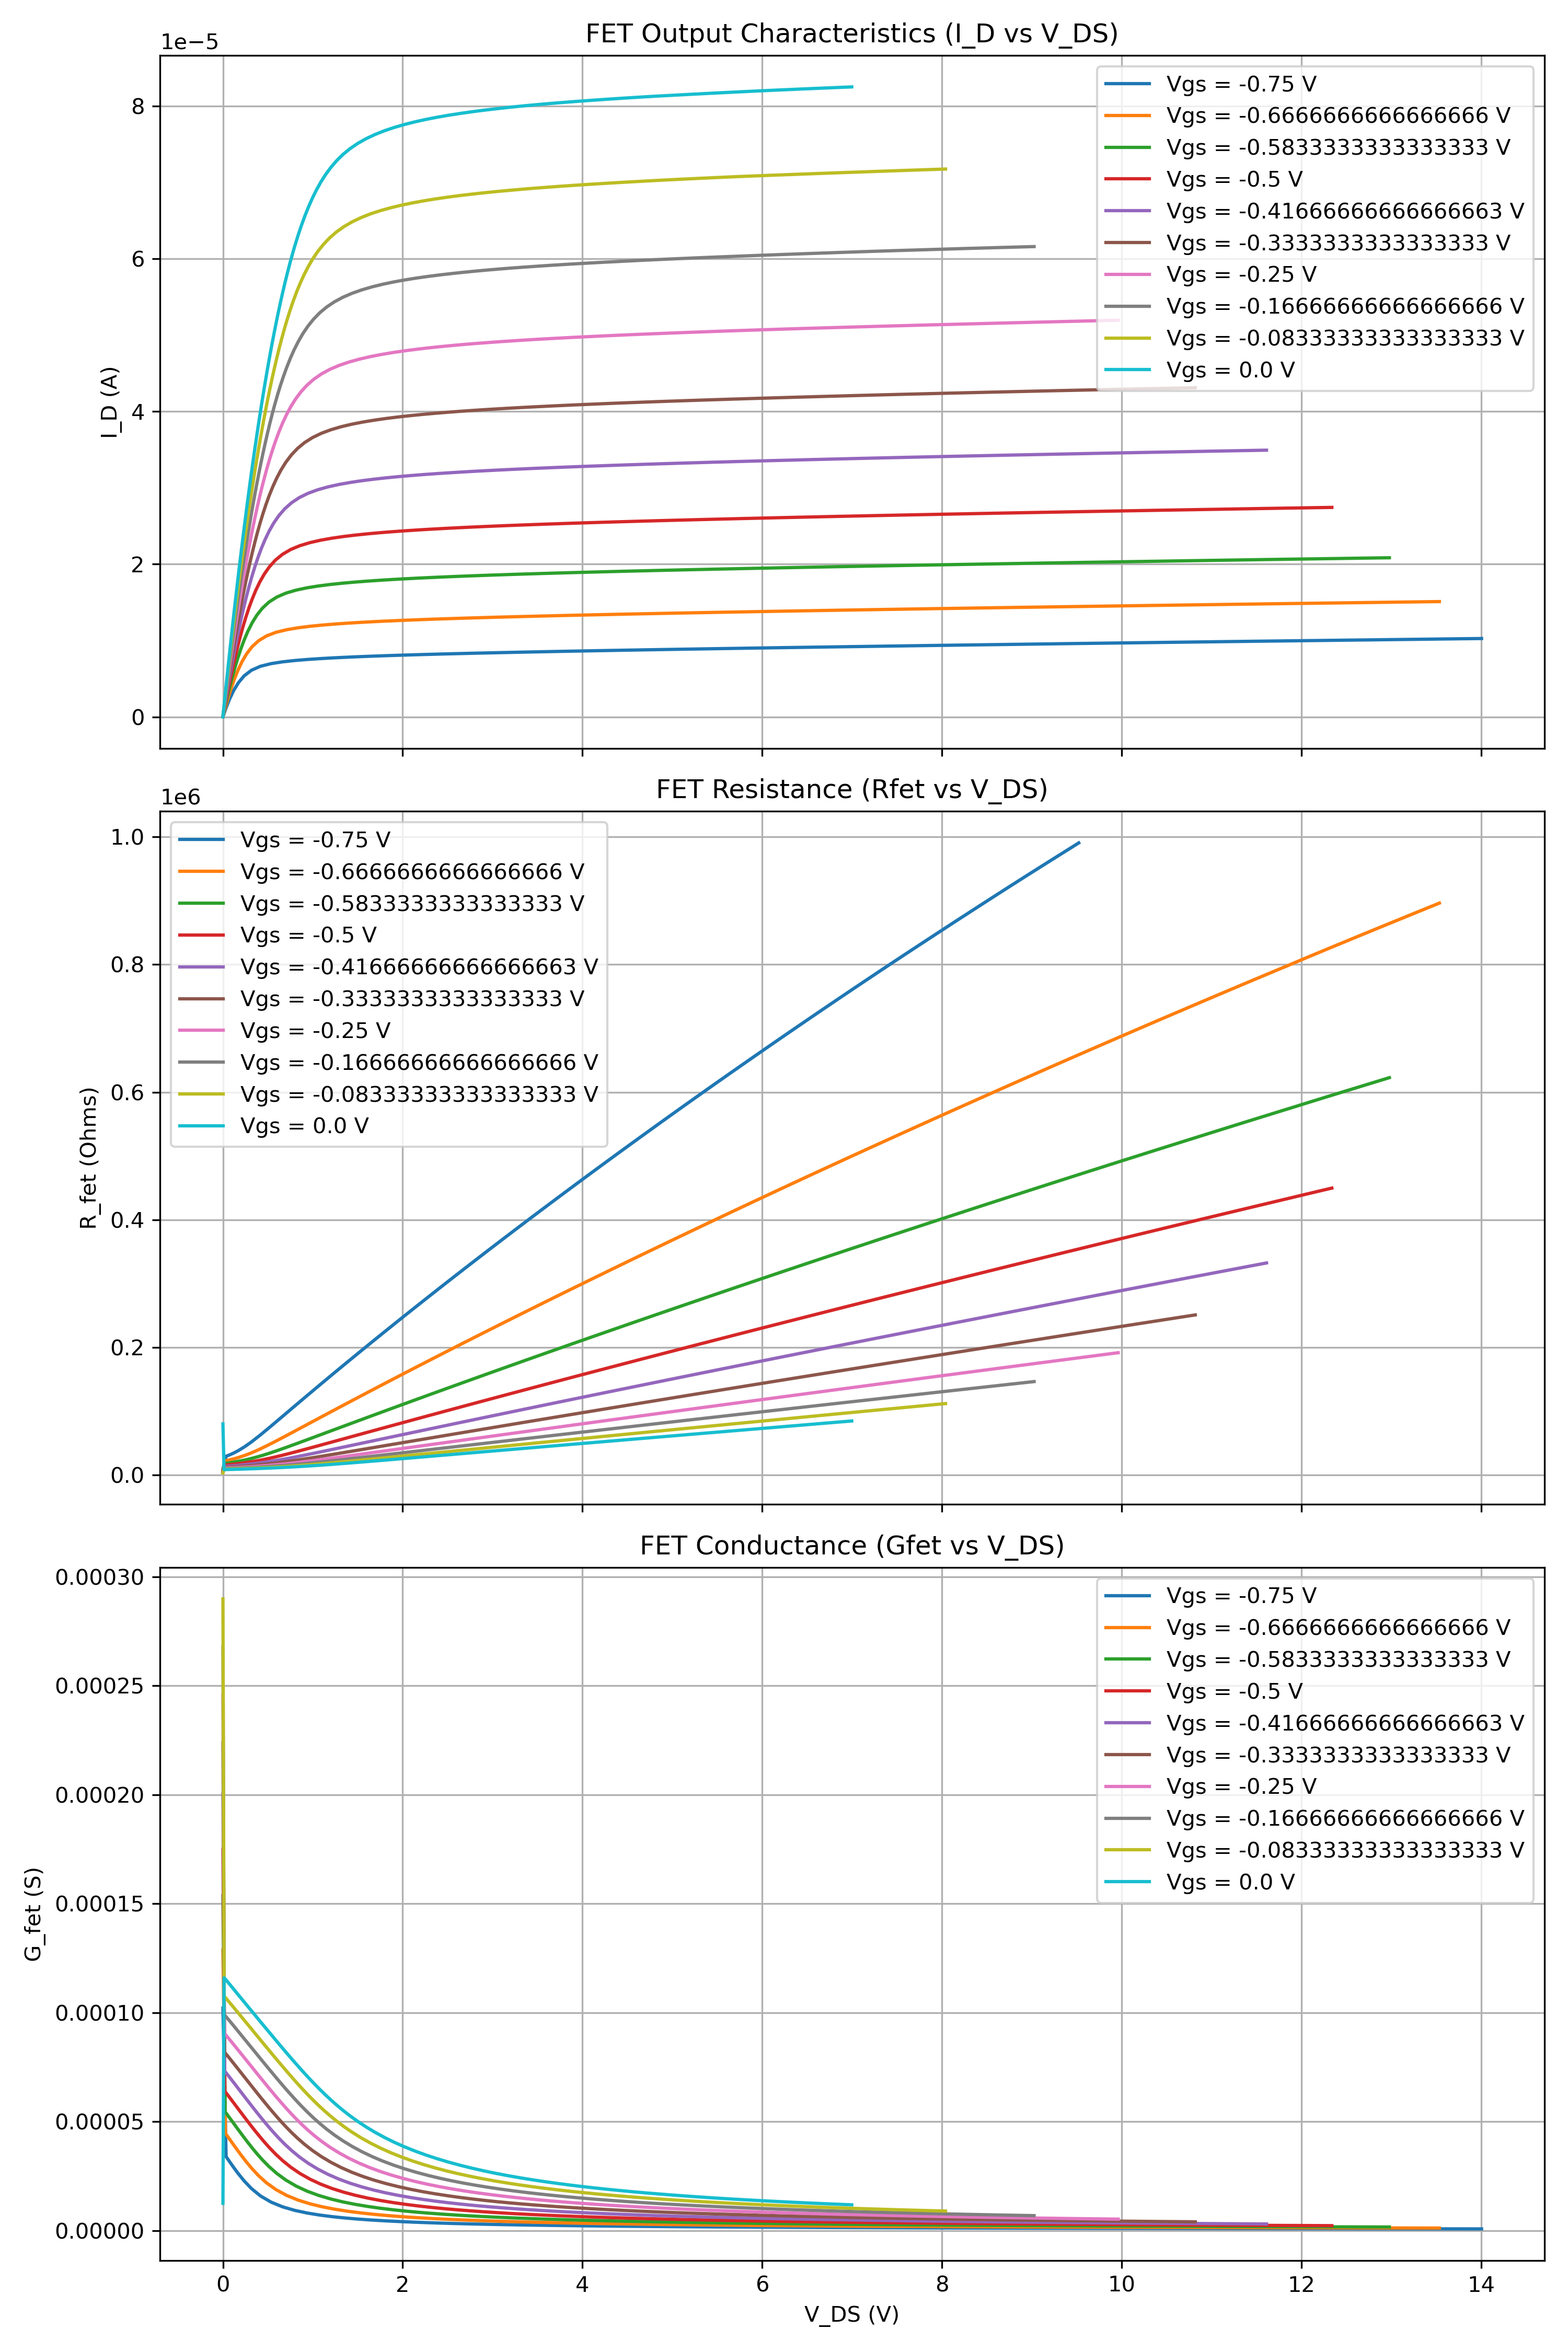 FET Output Characteristics (I_D vs V_DS)
1e−5
8
6
4
2
0
I_D (A)
Vgs = -0.75 V
Vgs = -0.6666666666666666 V
Vgs = -0.5833333333333333 V
Vgs = -0.5 V
Vgs = -0.41666666666666663 V
Vgs = -0.3333333333333333 V
Vgs = -0.25 V
Vgs = -0.16666666666666666 V
Vgs = -0.08333333333333333 V
Vgs = 0.0 V
FET Resistance (Rfet vs V_DS)
1e6
1.0
0.8
0.6
0.4
0.2
0.0
R_fet (Ohms)
Vgs = -0.75 V
Vgs = -0.6666666666666666 V
Vgs = -0.5833333333333333 V
Vgs = -0.5 V
Vgs = -0.41666666666666663 V
Vgs = -0.3333333333333333 V
Vgs = -0.25 V
Vgs = -0.16666666666666666 V
Vgs = -0.08333333333333333 V
Vgs = 0.0 V
FET Conductance (Gfet vs V_DS)
0.00030
0.00025
0.00020
0.00015
0.00010
0.00005
0.00000
G_fet (S)
Vgs = -0.75 V
Vgs = -0.6666666666666666 V
Vgs = -0.5833333333333333 V
Vgs = -0.5 V
Vgs = -0.41666666666666663 V
Vgs = -0.3333333333333333 V
Vgs = -0.25 V
Vgs = -0.16666666666666666 V
Vgs = -0.08333333333333333 V
Vgs = 0.0 V
0 2 4 6 8 10 12 14
V_DS (V)